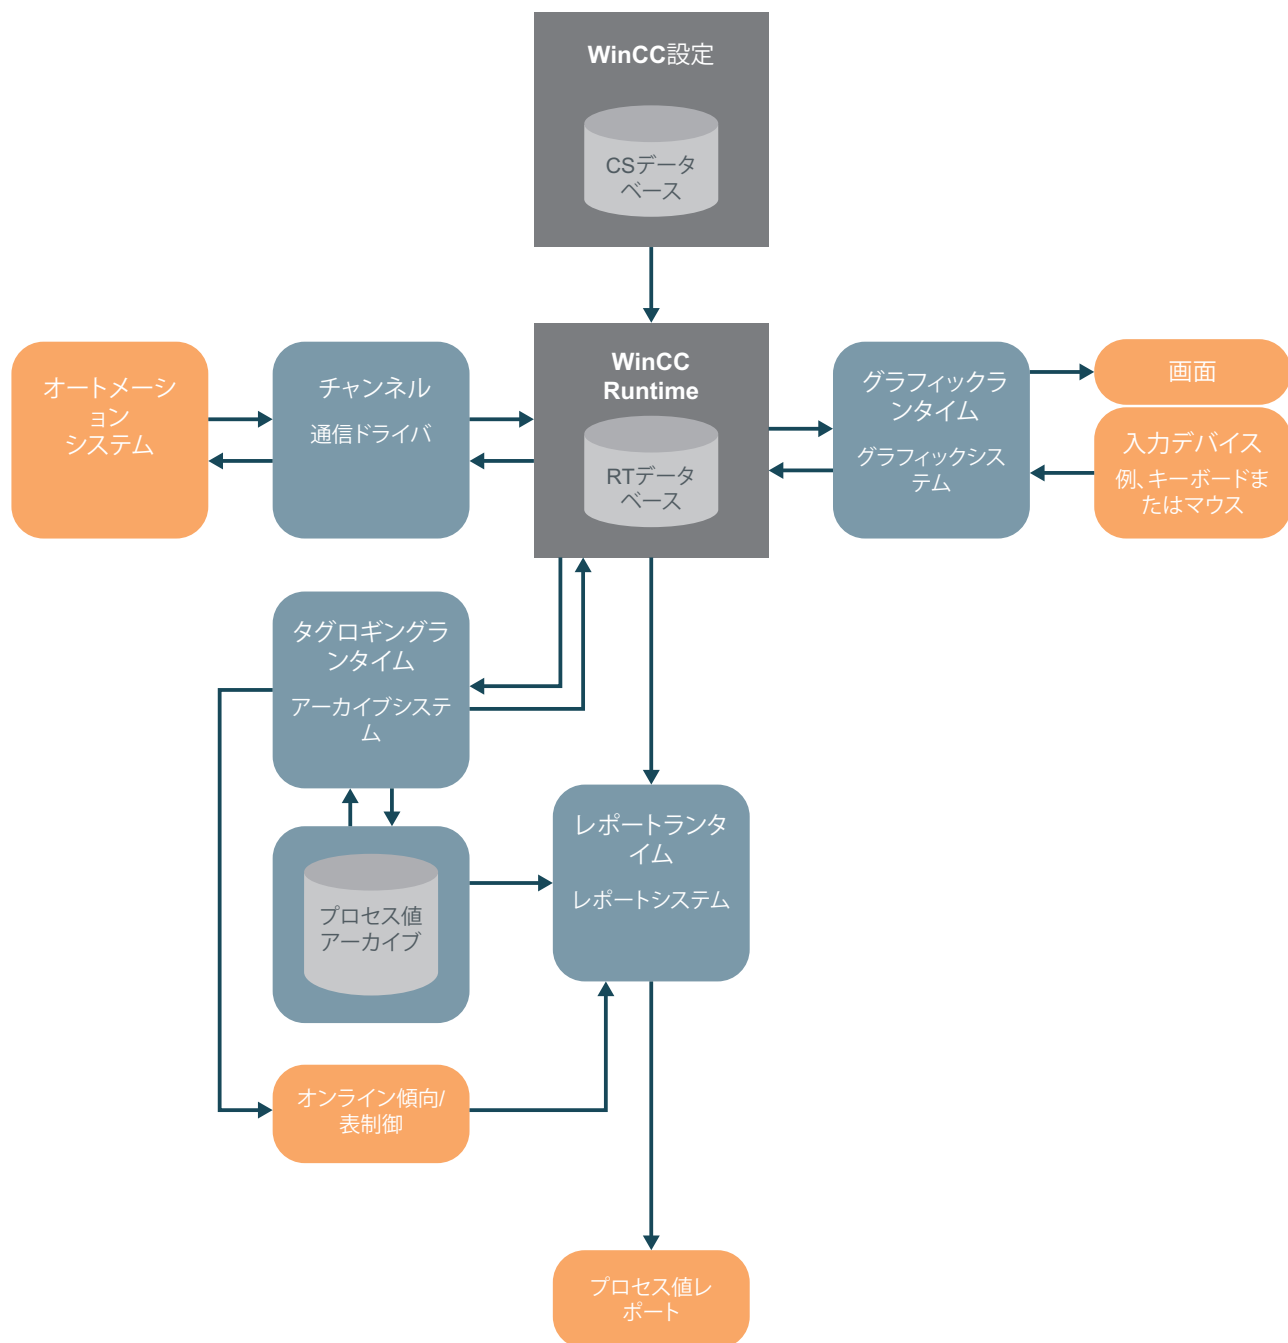 WinCC設定
CSデータ
ベース
オートメーシ
ョン
システム
チャンネル
通信ドライバ
WinCC
Runtime
RTデータ
ベース
グラフィックラ
ンタイム
グラフィックシス
テム
画面
入力デバイス
例、キーボードま
たはマウス
タグロギングラ
ンタイム
アーカイブシステ
ム
プロセス値
アーカイブ
レポートランタ
イム
レポートシステム
オンライン傾向/
表制御
プロセス値レ
ポート